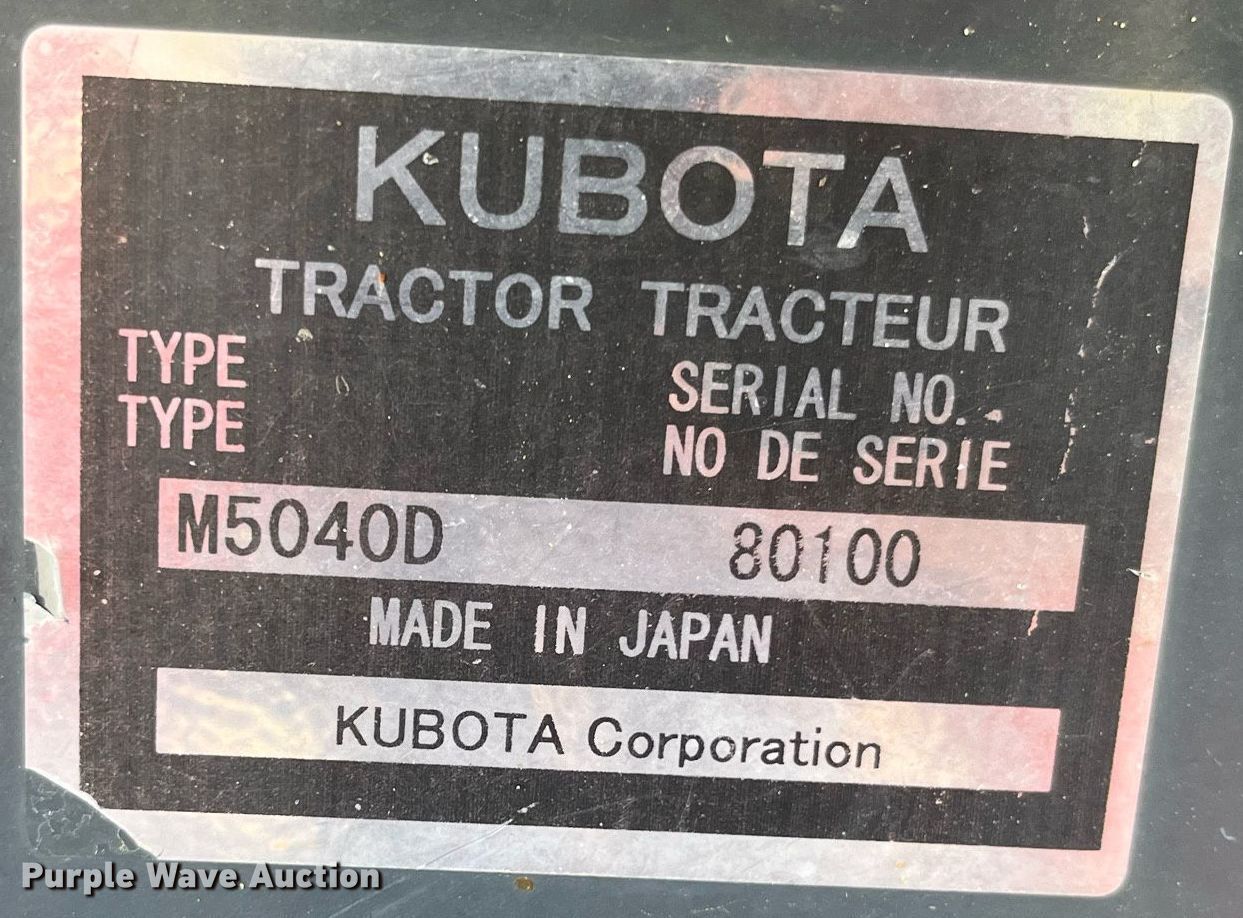 KUBOTA
TRACTOR TRACTEUR
TYPE SERIAL NO.
TYPE NO DE SERIE
M5040D 80100
MADE IN JAPAN
KUBOTA Corporation
Purple Wave Auction